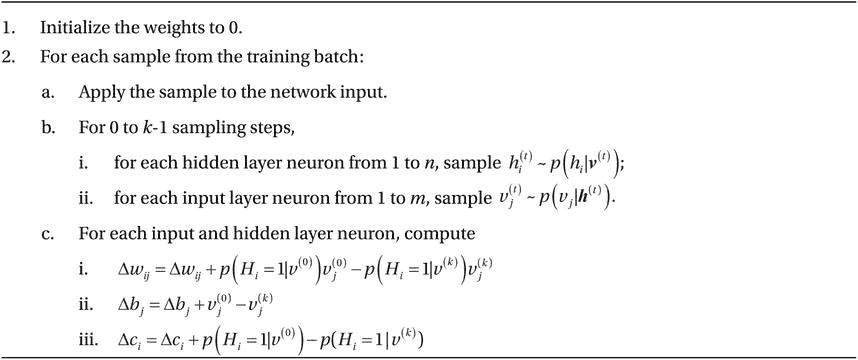 1. Initialize the weights to 0.
2. For each sample from the training batch:
a. Apply the sample to the network input.
b. For 0 to k-1 sampling steps,
i. for each hidden layer neuron from 1 to n, sample h_i^(t) ~ p(h_i|v^(t));
ii. for each input layer neuron from 1 to m, sample v_j^(t) ~ p(v_j|h^(t)).
c. For each input and hidden layer neuron, compute
i. Δw_ij = Δw_ij + p(H_i = 1|v^(0))v_j^(0) − p(H_i = 1|v^(k))v_j^(k)
ii. Δb_j = Δb_j + v_j^(0) − v_j^(k)
iii. Δc_i = Δc_i + p(H_i = 1|v^(0)) − p(H_i = 1|v^(k))